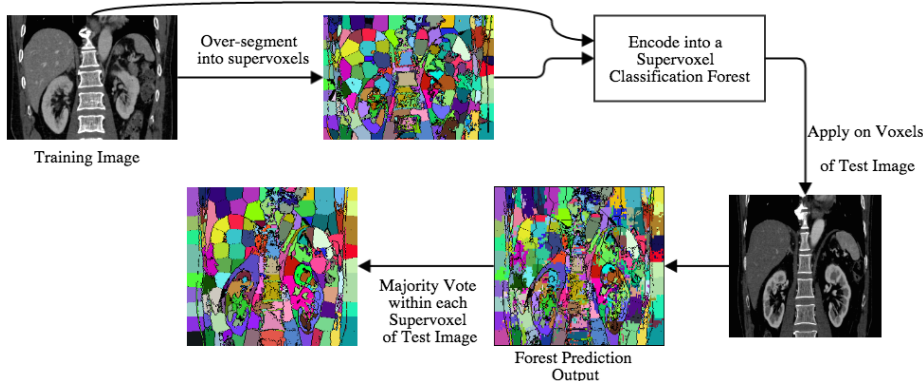 Over-segment
into supervoxels
Encode into a
Supervoxel
Classification Forest
Training Image
Apply on Voxels
of Test Image
Majority Vote
within each
Supervoxel
of Test Image
Forest Prediction
Output